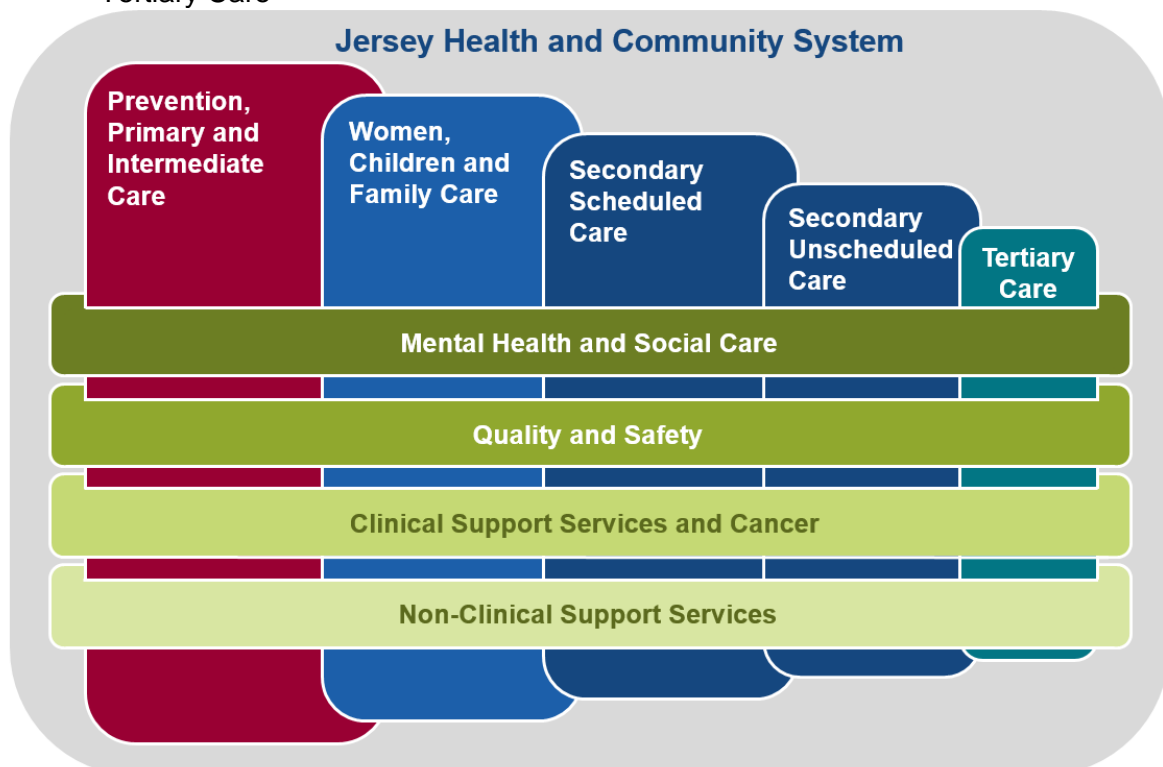 Tertiary Care
Jersey Health and Community System
Prevention,
Primary and
Intermediate
Care
Women,
Children and
Family Care
Secondary
Scheduled
Care
Secondary
Unscheduled
Care
Tertiary
Care
Mental Health and Social Care
Quality and Safety
Clinical Support Services and Cancer
Non-Clinical Support Services